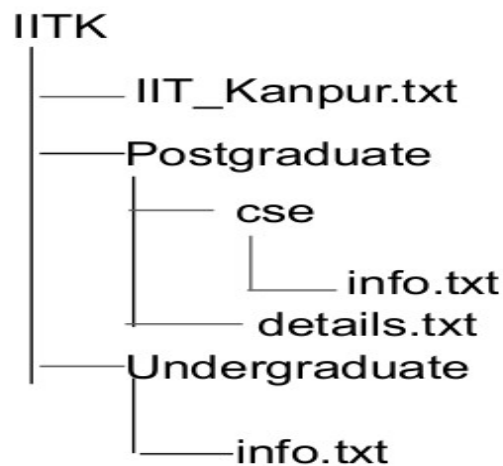 IITK
IIT_Kanpur.txt
Postgraduate
cse
info.txt
details.txt
Undergraduate
info.txt